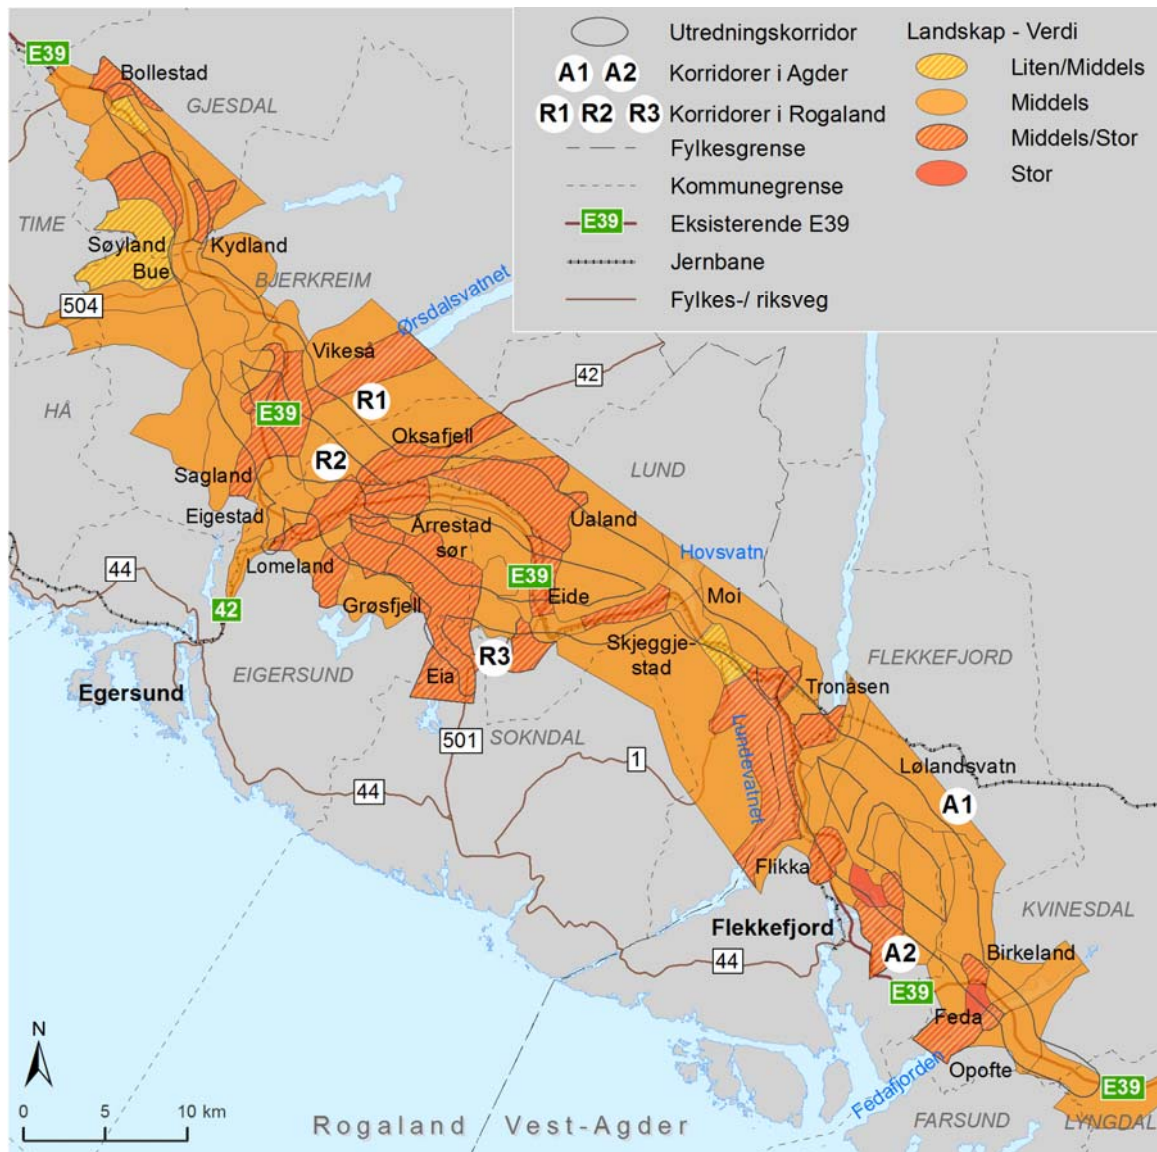 E39
Bollestad
GJESDAL
TIME
Søyland
Bue
Kydland
BJERKREIM
504
Ørsdalsvatnet
Vikeså
HÅ
E39
R1
42
Oksafjell
R2
Sagland
LUND
Eigestad
Årrestad
sør
Ualand
Lomeland
Hovsvatn
44
E39
Eide
Moi
42
Grøsfjell
Skjeggje-
stad
R3
FLEKKEFJORD
EIGERSUND
Eia
Tronåsen
Egersund
501
SOKNDAL
Lundevatnet
1
Lølandsvatn
44
A1
Flikka
KVINESDAL
Flekkefjord
A2
Birkeland
44
E39
Feda
Opofte
Fedafjorden
E39
FARSUND
LYNGDAL
N
0 5 10 km
Rogaland Vest-Agder
Utredningskorridor
A1 A2 Korridorer i Agder
R1 R2 R3 Korridorer i Rogaland
Fylkesgrense
Kommunegrense
E39 Eksisterende E39
Jernbane
Fylkes-/ riksveg
Landskap - Verdi
Liten/Middels
Middels
Middels/Stor
Stor